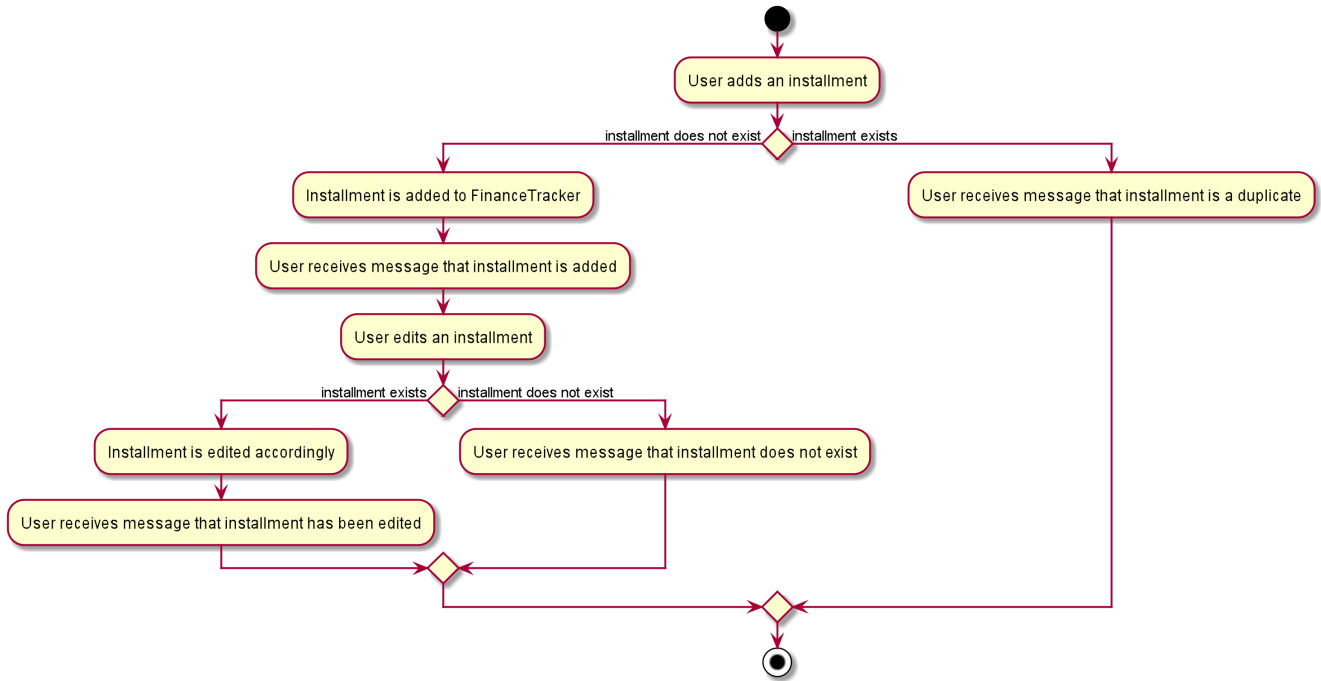 User adds an installment
installment does not exist
installment exists
Installment is added to FinanceTracker
User receives message that installment is a duplicate
User receives message that installment is added
User edits an installment
installment exists
installment does not exist
Installment is edited accordingly
User receives message that installment does not exist
User receives message that installment has been edited